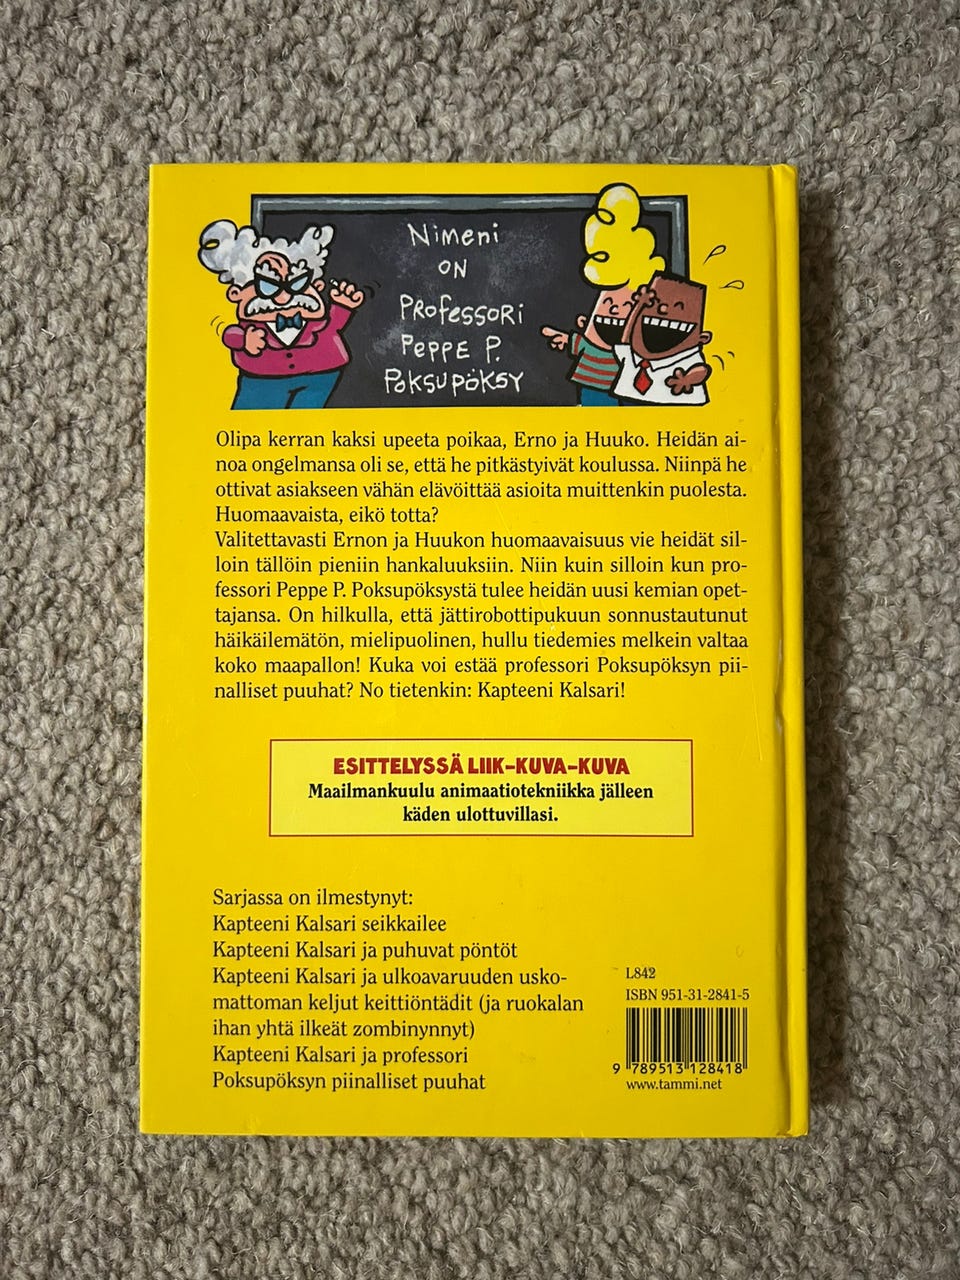 Nimeni
ON
PROFESSORi
PEPPE P.
POKSUPÖKSY
Olipa kerran kaksi upeeta poikaa, Erno ja Huuko. Heidän ai-
noa ongelmansa oli se, että he pitkästyivät koulussa. Niinpä he
ottivat asiakseen vähän elävöittää asioita muittenkin puolesta.
Huomaavaista, eikö totta?
Valitettavasti Ernon ja Huukon huomaavaisuus vie heidät sil-
loin tällöin pieniin hankaluuksiin. Niin kuin silloin kun pro-
fessori Peppe P. Poksupöksystä tulee heidän uusi kemian opet-
tajansa. On hilkulla, että jättirobottipukuun sonnustautunut
häikäilemätön, mielipuolinen, hullu tiedemies melkein valtaa
koko maapallon! Kuka voi estää professori Poksupöksyn pii-
nalliset puuhat? No tietenkin: Kapteeni Kalsari!
ESITTELYSSÄ LIIK-KUVA-KUVA
Maailmankuulu animaatiotekniikka jälleen
käden ulottuvillasi.
Sarjassa on ilmestynyt:
Kapteeni Kalsari seikkailee
Kapteeni Kalsari ja puhuvat pöntöt
Kapteeni Kalsari ja ulkoavaruuden usko-
mattoman keljut keittiöntädit (ja ruokalan
ihan yhtä ilkeät zombinynnyt)
Kapteeni Kalsari ja professori
Poksupöksyn piinalliset puuhat
L842
ISBN 951-31-2841-5
9 789513 128418
www.tammi.net